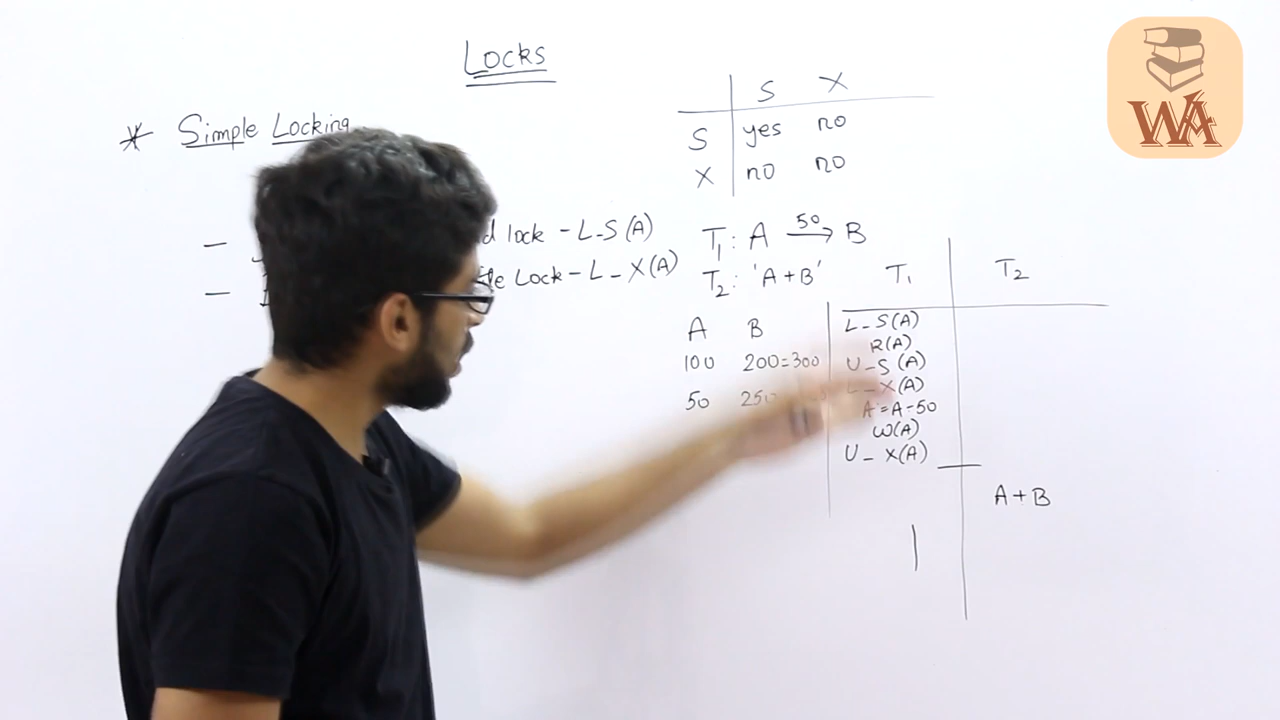 Locks
* Simple Locking
S X
S yes no
X no no
– lock - L-S(A)
– Lock - L-X(A)
T1: A 50→ B
T2: 'A+B'
A B
100 200=300
50 250
T1 T2
L-S(A)
R(A)
U-S(A)
L-X(A)
A=A-50
W(A)
U-X(A)
A+B
WA